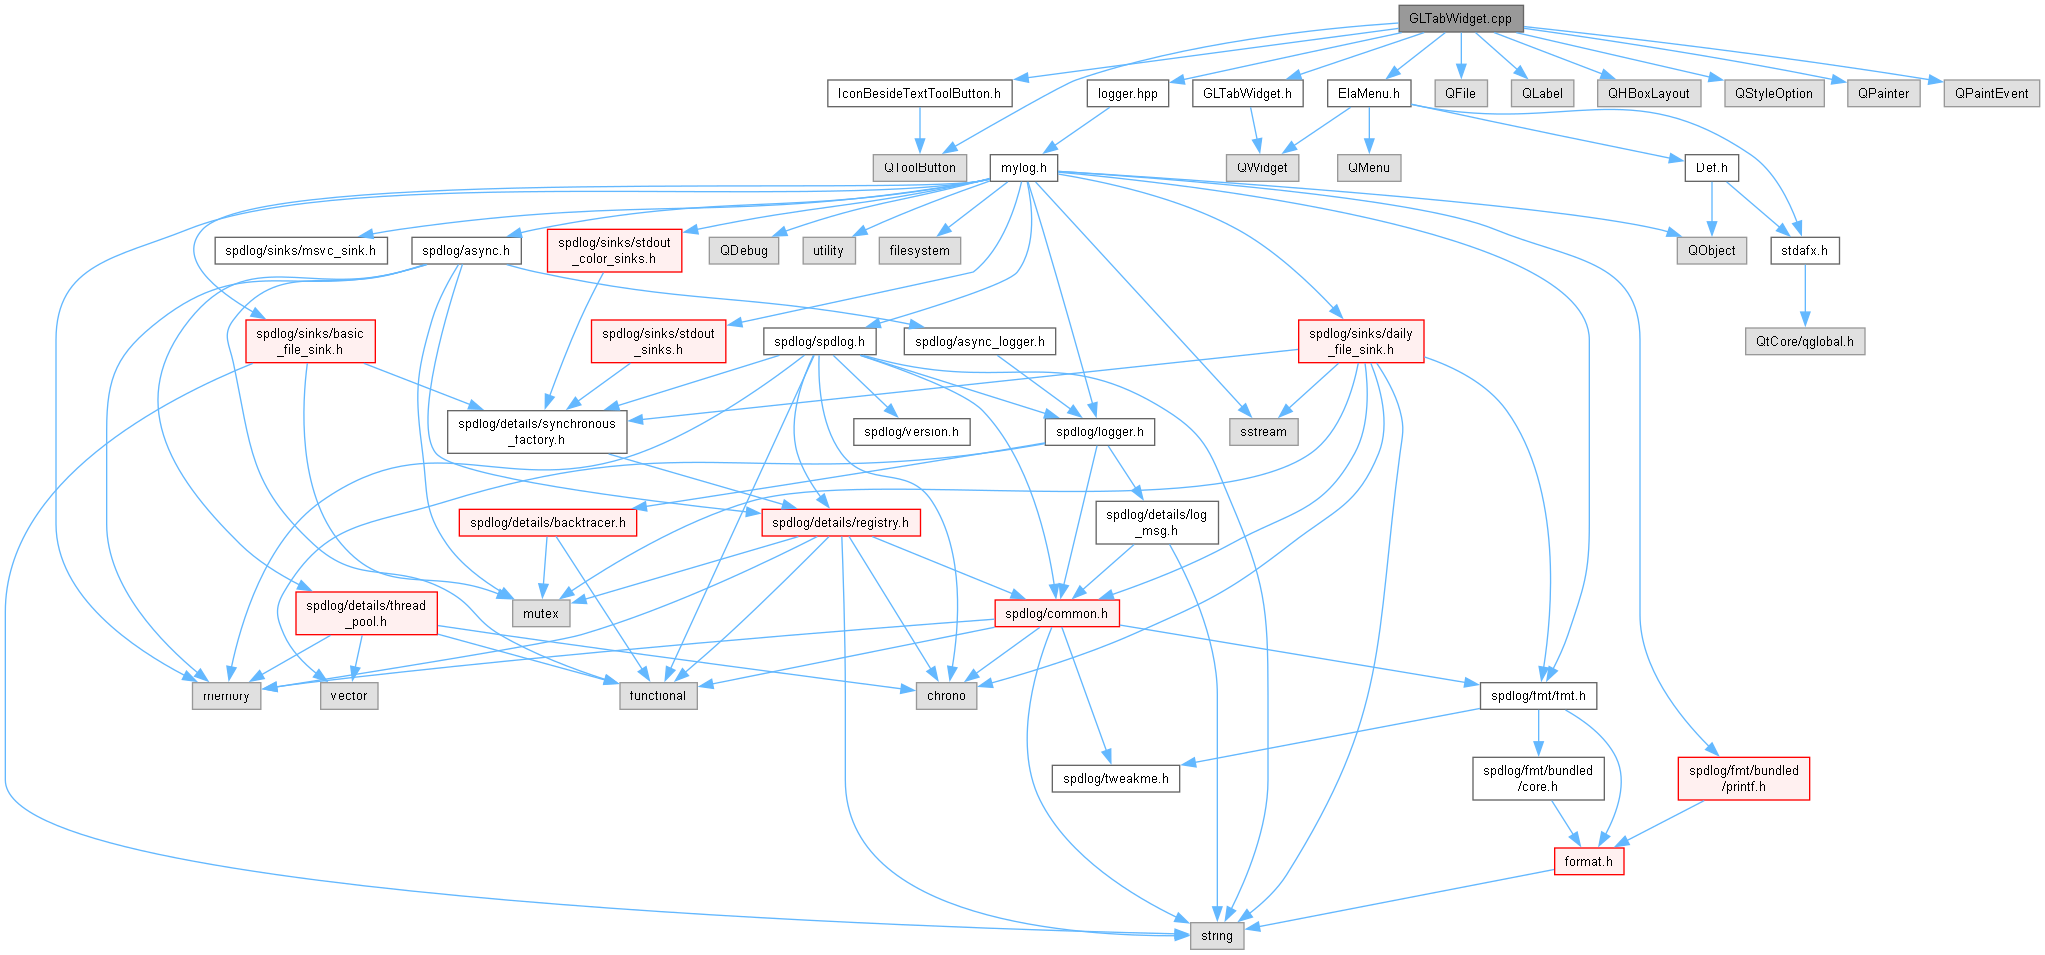 GLTabWidget.cpp
IconBesideTextToolButton.h
logger.hpp
GLTabWidget.h
ElaMenu.h
QFile
QLabel
QHBoxLayout
QStyleOption
QPainter
QPaintEvent
QToolButton
mylog.h
QWidget
QMenu
Def.h
spdlog/sinks/msvc_sink.h
spdlog/async.h
spdlog/sinks/stdout
_color_sinks.h
QDebug
utility
filesystem
QObject
stdafx.h
spdlog/sinks/basic
_file_sink.h
spdlog/sinks/stdout
_sinks.h
spdlog/spdlog.h
spdlog/async_logger.h
spdlog/sinks/daily
_file_sink.h
QtCore/qglobal.h
spdlog/details/synchronous
_factory.h
spdlog/version.h
spdlog/logger.h
sstream
spdlog/details/backtracer.h
spdlog/details/registry.h
spdlog/details/log
_msg.h
spdlog/details/thread
_pool.h
mutex
spdlog/common.h
memory
vector
functional
chrono
spdlog/fmt/fmt.h
spdlog/tweakme.h
spdlog/fmt/bundled
/core.h
spdlog/fmt/bundled
/printf.h
format.h
string